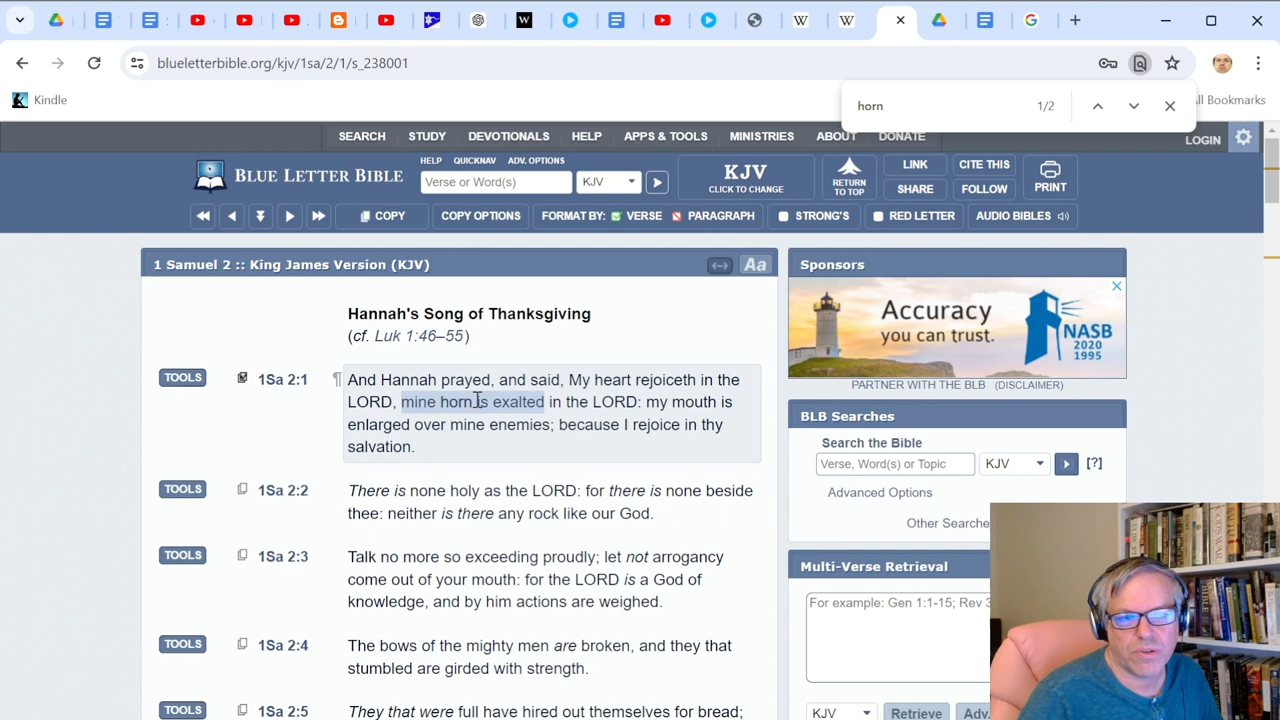 blueletterbible.org/kjv/1sa/2/1/s_238001
Kindle
horn
1/2
All Bookmarks
SEARCH STUDY DEVOTIONALS HELP APPS & TOOLS MINISTRIES ABOUT DONATE
LOGIN
BLUE LETTER BIBLE
HELP QUICKNAV ADV. OPTIONS
Verse or Word(s)
KJV
KJV
CLICK TO CHANGE
RETURN
TO TOP
LINK
CITE THIS
SHARE
FOLLOW
PRINT
COPY COPY OPTIONS FORMAT BY: VERSE PARAGRAPH STRONG'S RED LETTER AUDIO BIBLES
1 Samuel 2 :: King James Version (KJV)
Aa
Hannah's Song of Thanksgiving
(cf. Luk 1:46–55)
TOOLS 1Sa 2:1 ¶ And Hannah prayed, and said, My heart rejoiceth in the
LORD, mine horn is exalted in the LORD: my mouth is
enlarged over mine enemies; because I rejoice in thy
salvation.
TOOLS 1Sa 2:2 There is none holy as the LORD: for there is none beside
thee: neither is there any rock like our God.
TOOLS 1Sa 2:3 Talk no more so exceeding proudly; let not arrogancy
come out of your mouth: for the LORD is a God of
knowledge, and by him actions are weighed.
TOOLS 1Sa 2:4 The bows of the mighty men are broken, and they that
stumbled are girded with strength.
TOOLS 1Sa 2:5 They that were full have hired out themselves for bread;
Sponsors
Accuracy
you can trust.
NASB
2020
1995
PARTNER WITH THE BLB (DISCLAIMER)
BLB Searches
Search the Bible
Verse, Word(s) or Topic
KJV
[?]
Advanced Options
Other Searches
Multi-Verse Retrieval
For example: Gen 1:1-15; Rev 3
KJV
Retrieve
Adv.